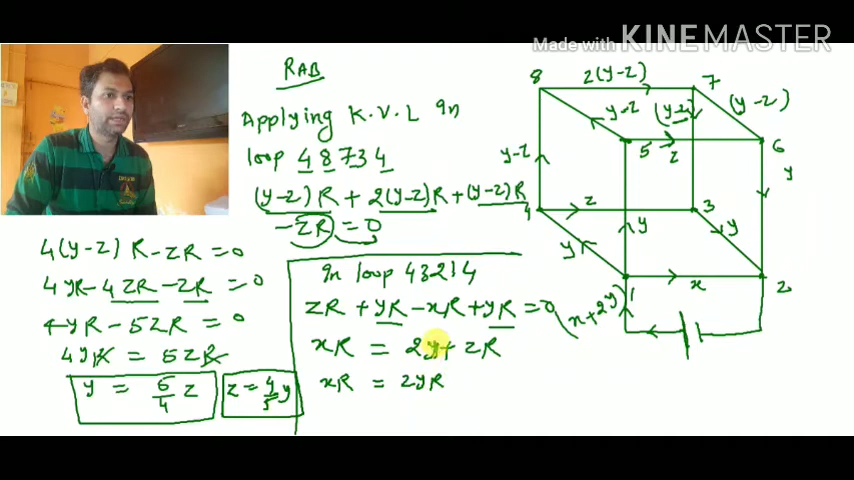 Made with KINEMASTER
RAB
Applying K.V.L in
loop 48734
(y-z)R + 2(y-z)R + (y-z)R
-zR = 0
4(y-z)R-zR=0
4yR-4zR-zR = 0
4yR-5zR = 0
4yR = 5zR
y = 5/4 z
z=4/5 y
In loop 43214
zR + yR - xR + yR = 0
xR = 2y + zR
xR = 2yR
8
2(y-z)
7
y-z
(y-z)
(y-z)
y-z
5
z
6
y
4
z
3
y
y
y
1
x
2
(x+2y)